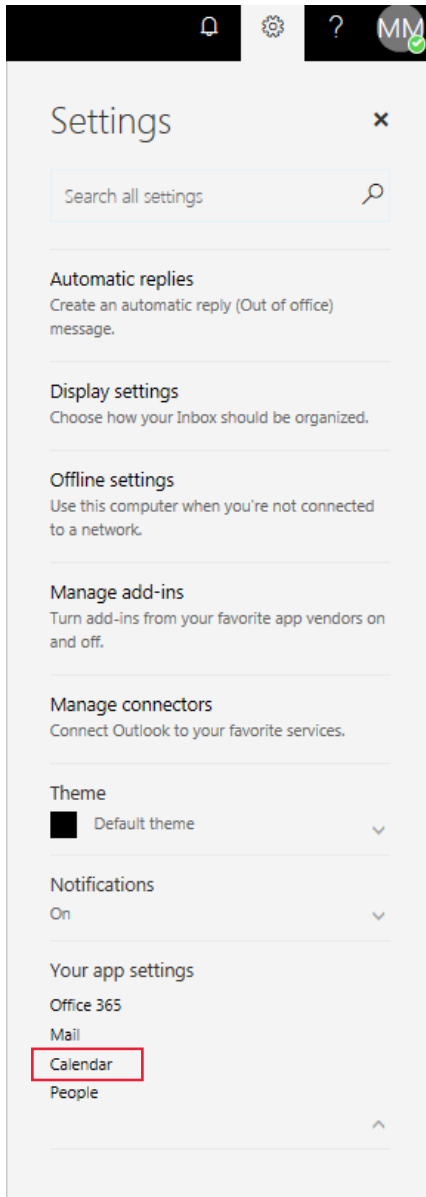 ? MM
Settings
Search all settings
Automatic replies
Create an automatic reply (Out of office)
message.
Display settings
Choose how your Inbox should be organized.
Offline settings
Use this computer when you're not connected
to a network.
Manage add-ins
Turn add-ins from your favorite app vendors on
and off.
Manage connectors
Connect Outlook to your favorite services.
Theme
Default theme
Notifications
On
Your app settings
Office 365
Mail
Calendar
People